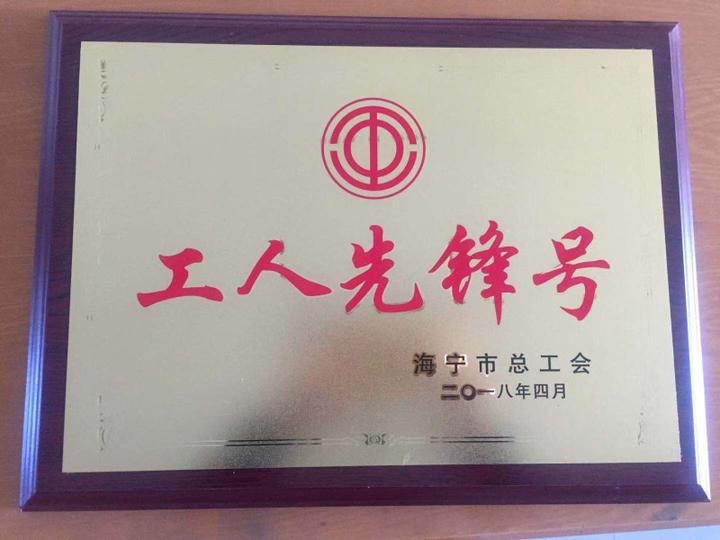 工人先锋号
海宁市总工会
二〇一八年四月